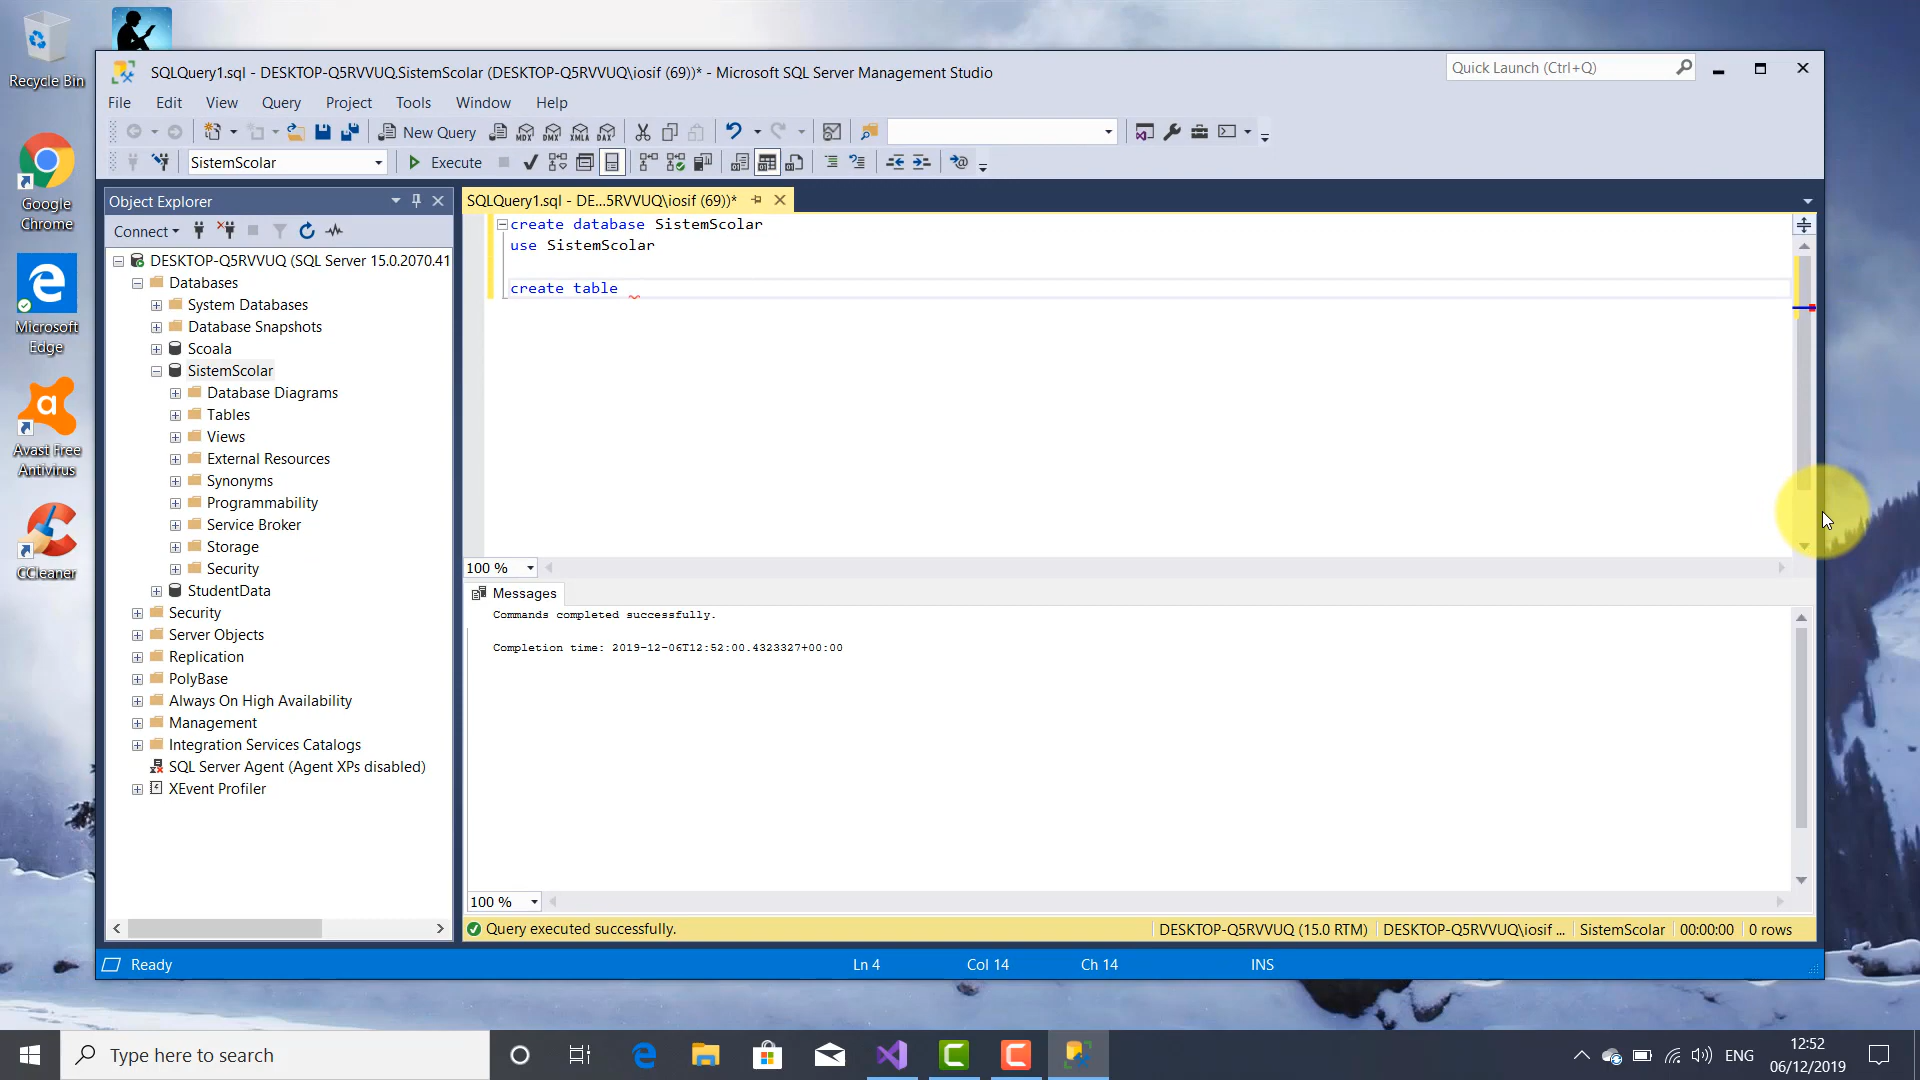 Recycle Bin
Google
Chrome
Microsoft
Edge
Avast Free
Antivirus
CCleaner
SQLQuery1.sql - DESKTOP-Q5RVVUQ.SistemScolar (DESKTOP-Q5RVVUQ\iosif (69))* - Microsoft SQL Server Management Studio
Quick Launch (Ctrl+Q)
File Edit View Query Project Tools Window Help
New Query MDX DMX XMLA DAX
SistemScolar Execute
Object Explorer
Connect
DESKTOP-Q5RVVUQ (SQL Server 15.0.2070.41
Databases
System Databases
Database Snapshots
Scoala
SistemScolar
Database Diagrams
Tables
Views
External Resources
Synonyms
Programmability
Service Broker
Storage
Security
StudentData
Security
Server Objects
Replication
PolyBase
Always On High Availability
Management
Integration Services Catalogs
SQL Server Agent (Agent XPs disabled)
XEvent Profiler
SQLQuery1.sql - DE...5RVVUQ\iosif (69))*
create database SistemScolar
use SistemScolar
create table
100 %
Messages
Commands completed successfully.
Completion time: 2019-12-06T12:52:00.4323327+00:00
100 %
Query executed successfully.
DESKTOP-Q5RVVUQ (15.0 RTM) DESKTOP-Q5RVVUQ\iosif ... SistemScolar 00:00:00 0 rows
Ready Ln 4 Col 14 Ch 14 INS
Type here to search
ENG
12:52
06/12/2019